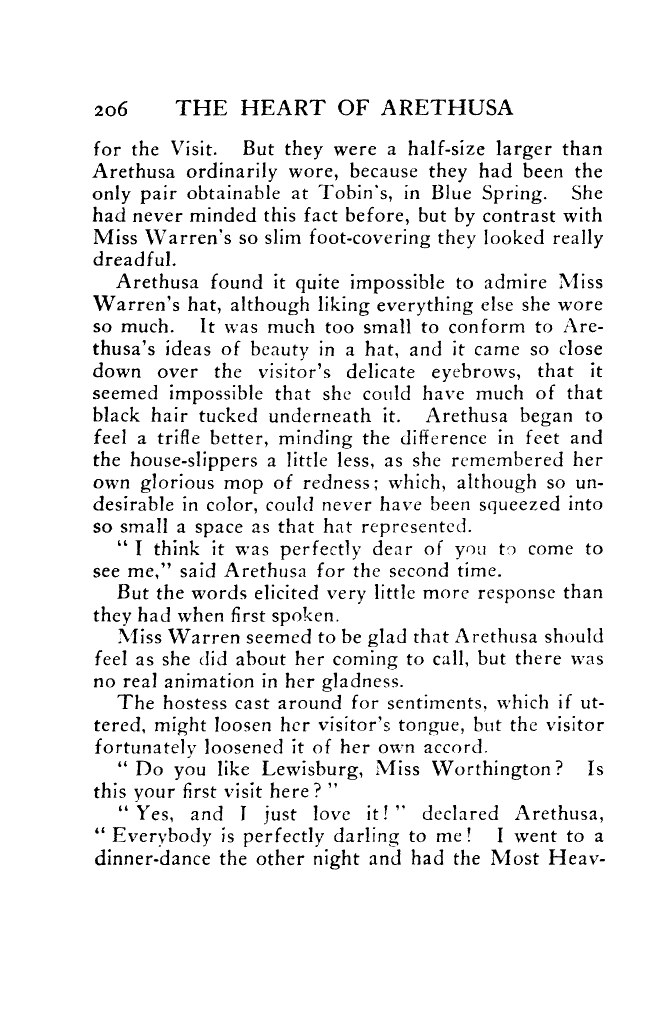 206 THE HEART OF ARETHUSA
for the Visit. But they were a half-size larger than
Arethusa ordinarily wore, because they had been the
only pair obtainable at Tobin's, in Blue Spring. She
had never minded this fact before, but by contrast with
Miss Warren's so slim foot-covering they looked really
dreadful.
Arethusa found it quite impossible to admire Miss
Warren's hat, although liking everything else she wore
so much. It was much too small to conform to Are-
thusa's ideas of beauty in a hat, and it came so close
down over the visitor's delicate eyebrows, that it
seemed impossible that she could have much of that
black hair tucked underneath it. Arethusa began to
feel a trifle better, minding the difference in feet and
the house-slippers a little less, as she remembered her
own glorious mop of redness; which, although so un-
desirable in color, could never have been squeezed into
so small a space as that hat represented.
" I think it was perfectly dear of you to come to
see me," said Arethusa for the second time.
But the words elicited very little more response than
they had when first spoken.
Miss Warren seemed to be glad that Arethusa should
feel as she did about her coming to call, but there was
no real animation in her gladness.
The hostess cast around for sentiments, which if ut-
tered, might loosen her visitor's tongue, but the visitor
fortunately loosened it of her own accord.
" Do you like Lewisburg, Miss Worthington? Is
this your first visit here? "
" Yes, and I just love it! " declared Arethusa,
" Everybody is perfectly darling to me! I went to a
dinner-dance the other night and had the Most Heav-